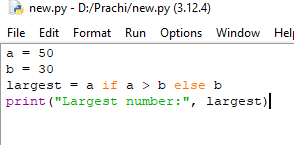 new.py - D:/Prachi/new.py (3.12.4)
File Edit Format Run Options Window Help
a = 50
b = 30
largest = a if a > b else b
print("Largest number:", largest)